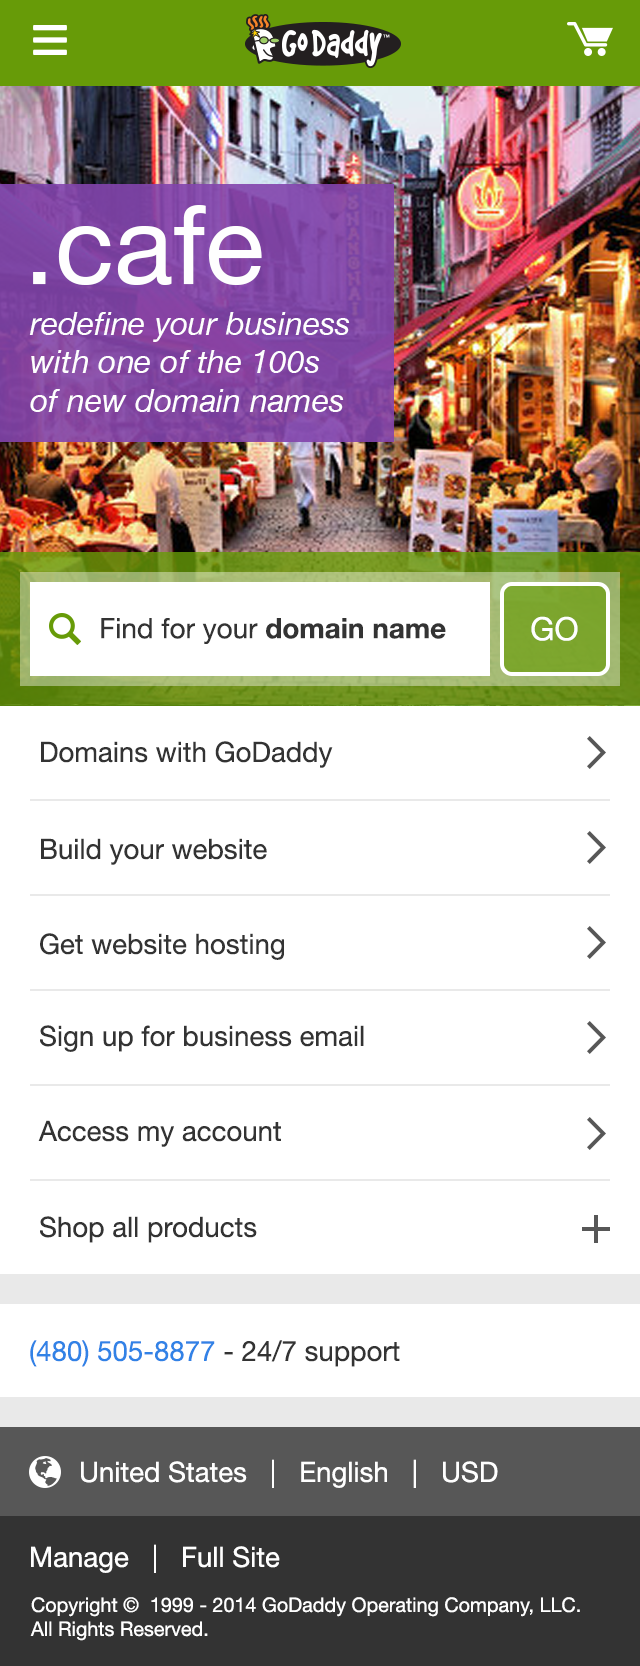 GoDaddy™
.cafe
redefine your business
with one of the 100s
of new domain names
Find for your domain name
GO
Domains with GoDaddy
Build your website
Get website hosting
Sign up for business email
Access my account
Shop all products
(480) 505-8877 - 24/7 support
United States | English | USD
Manage | Full Site
Copyright © 1999 - 2014 GoDaddy Operating Company, LLC.
All Rights Reserved.